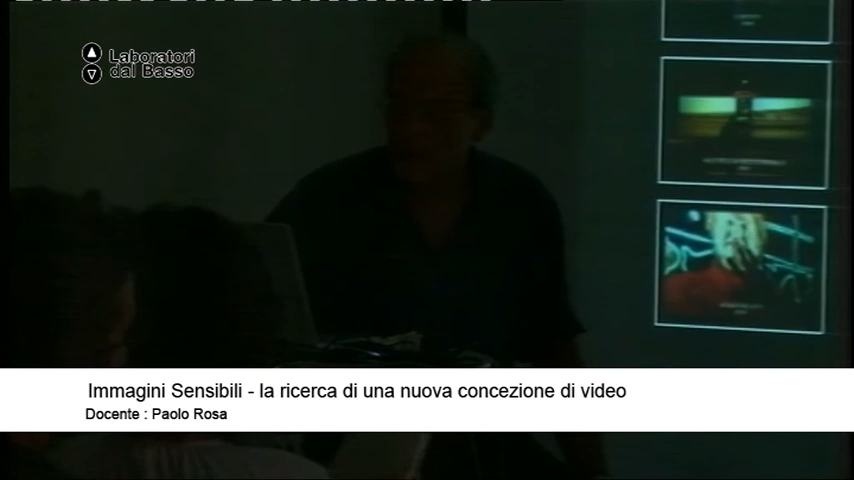 Laboratori
dal Basso
Immagini Sensibili - la ricerca di una nuova concezione di video
Docente : Paolo Rosa